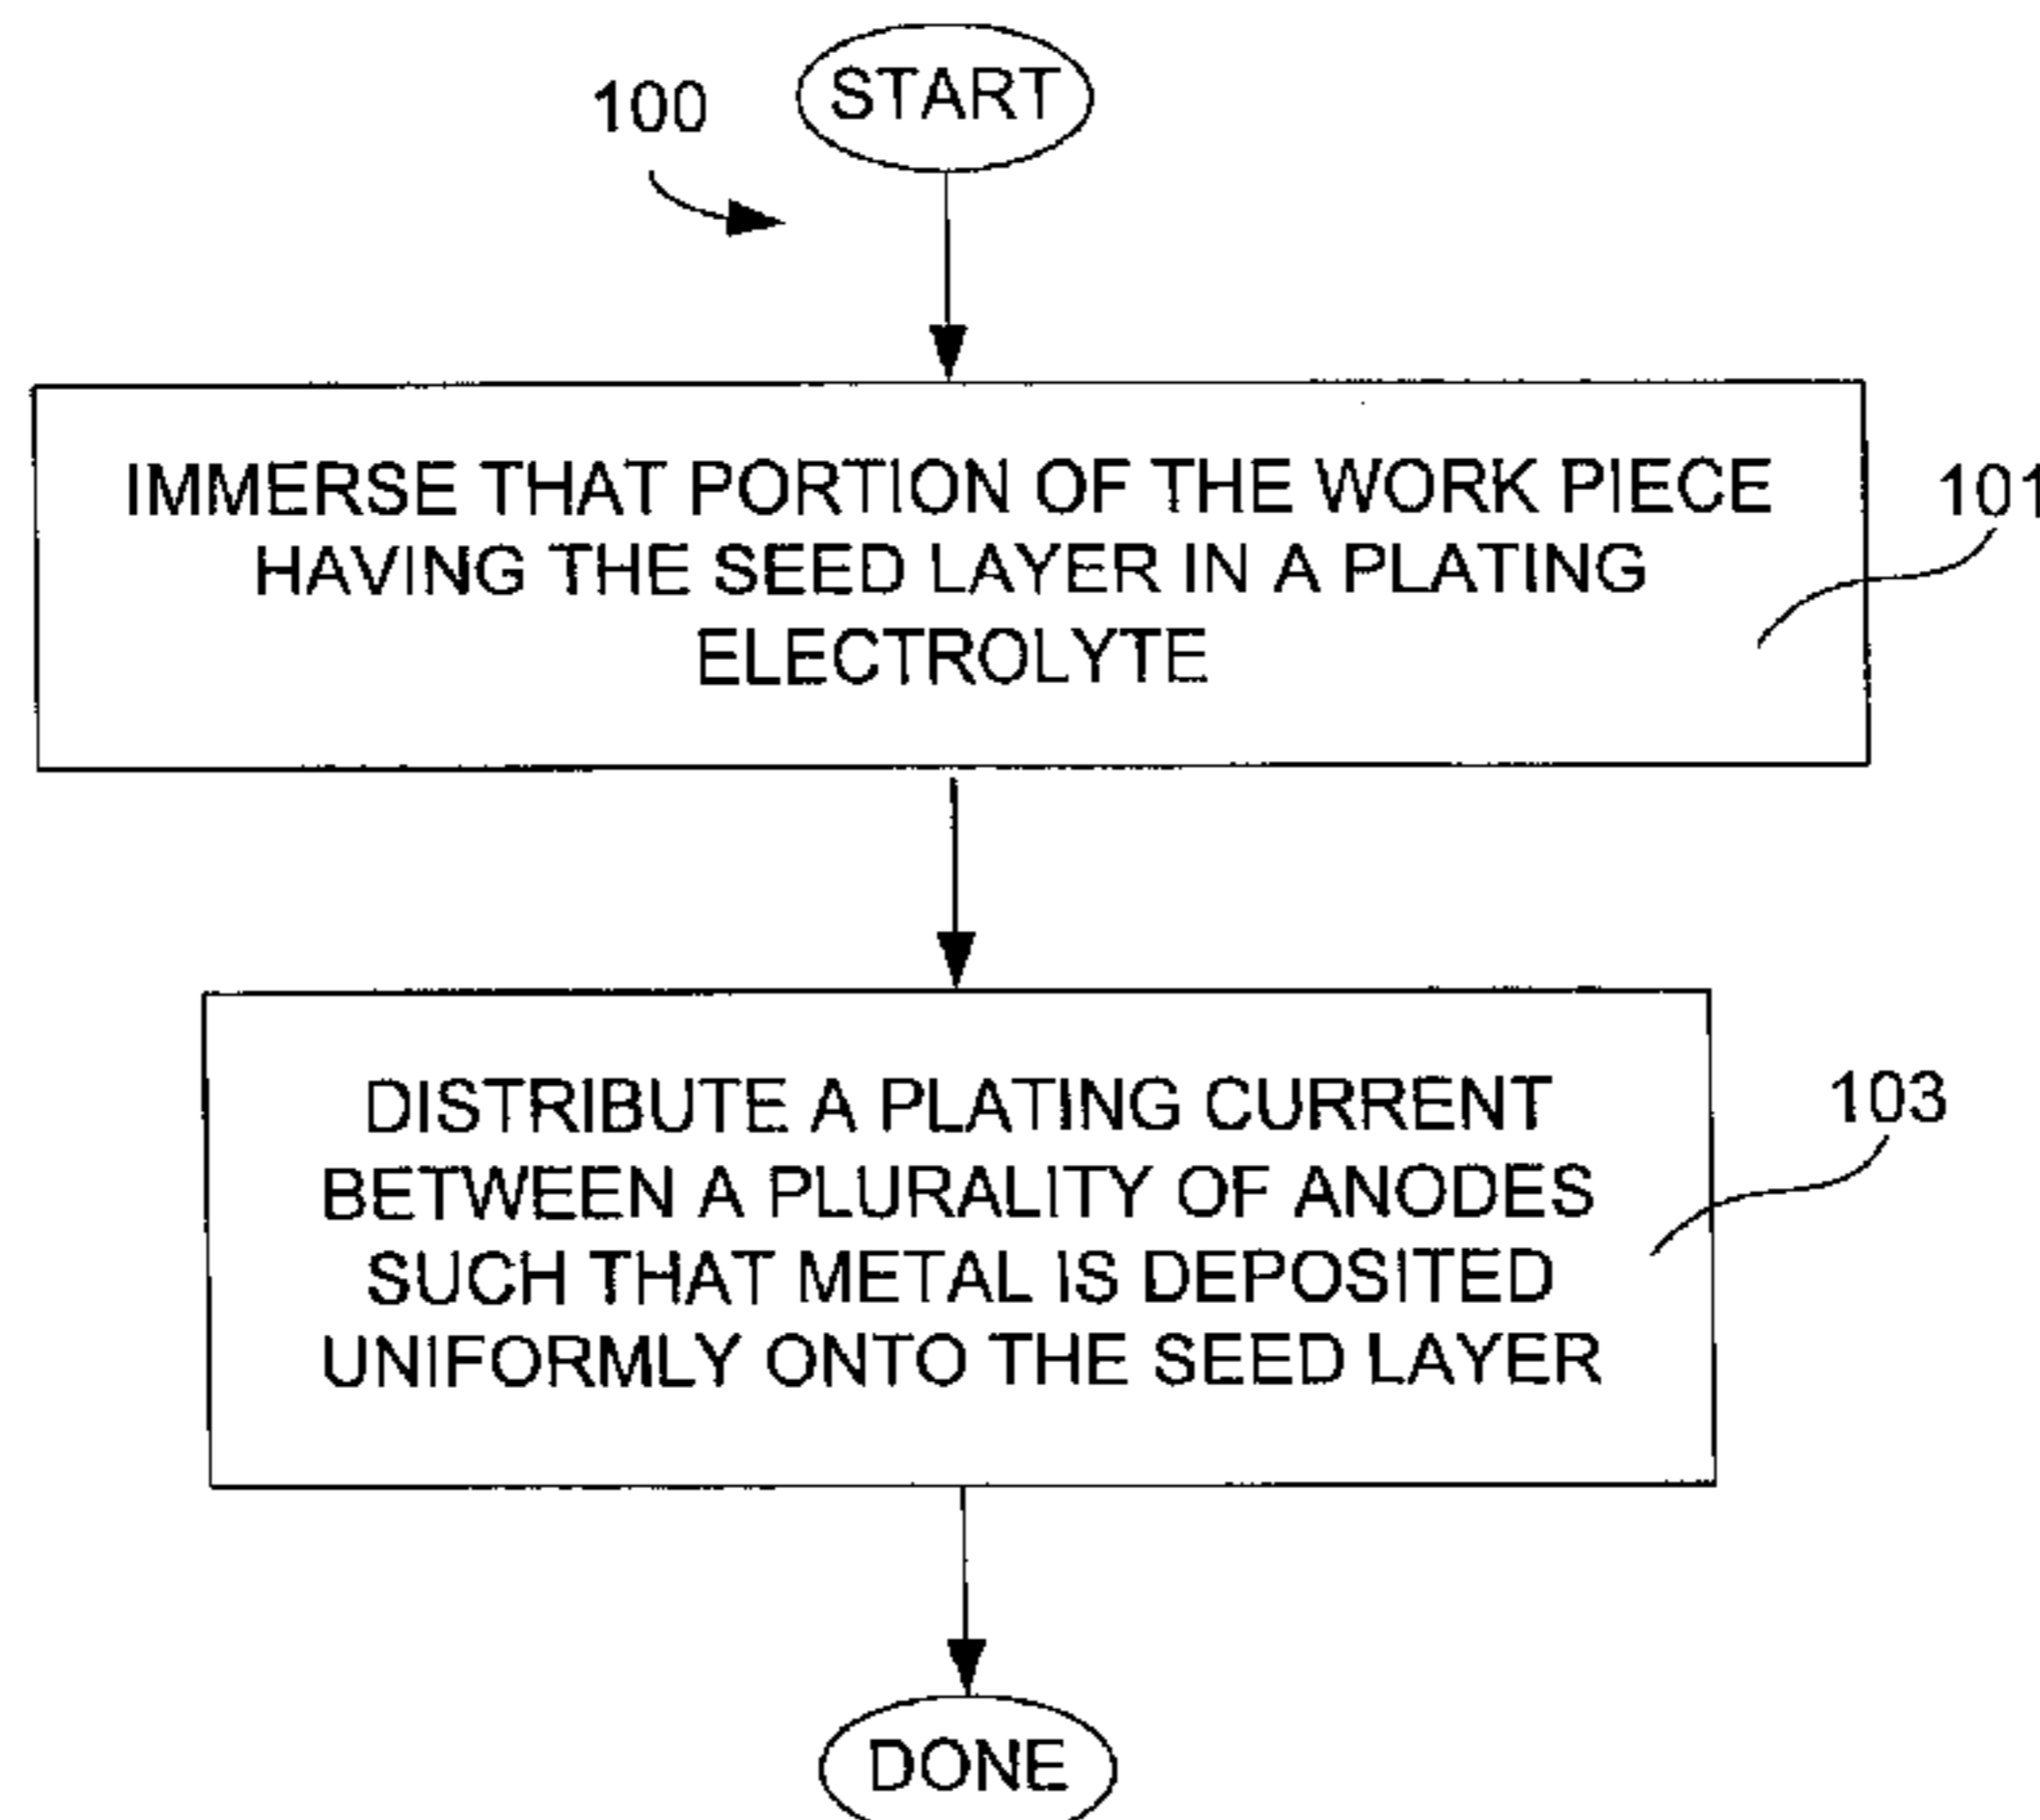 START
100
IMMERSE THAT PORTION OF THE WORK PIECE
HAVING THE SEED LAYER IN A PLATING
ELECTROLYTE
101
DISTRIBUTE A PLATING CURRENT
BETWEEN A PLURALITY OF ANODES
SUCH THAT METAL IS DEPOSITED
UNIFORMLY ONTO THE SEED LAYER
103
DONE